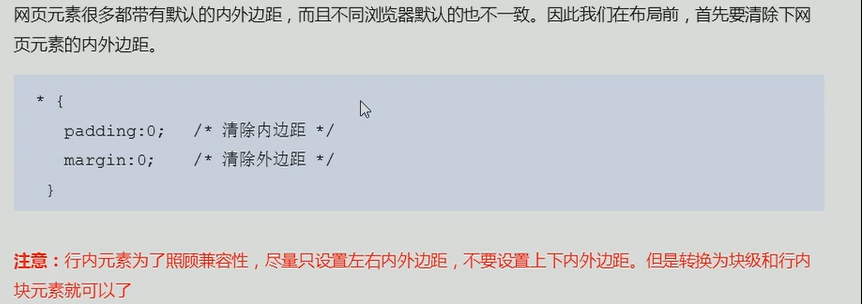 网页元素很多都带有默认的内外边距，而且不同浏览器默认的也不一致。因此我们在布局前，首先要清除下网
页元素的内外边距。
* {
padding:0; /* 清除内边距 */
margin:0; /* 清除外边距 */
}
注意：行内元素为了照顾兼容性，尽量只设置左右内外边距，不要设置上下内外边距。但是转换为块级和行内
块元素就可以了